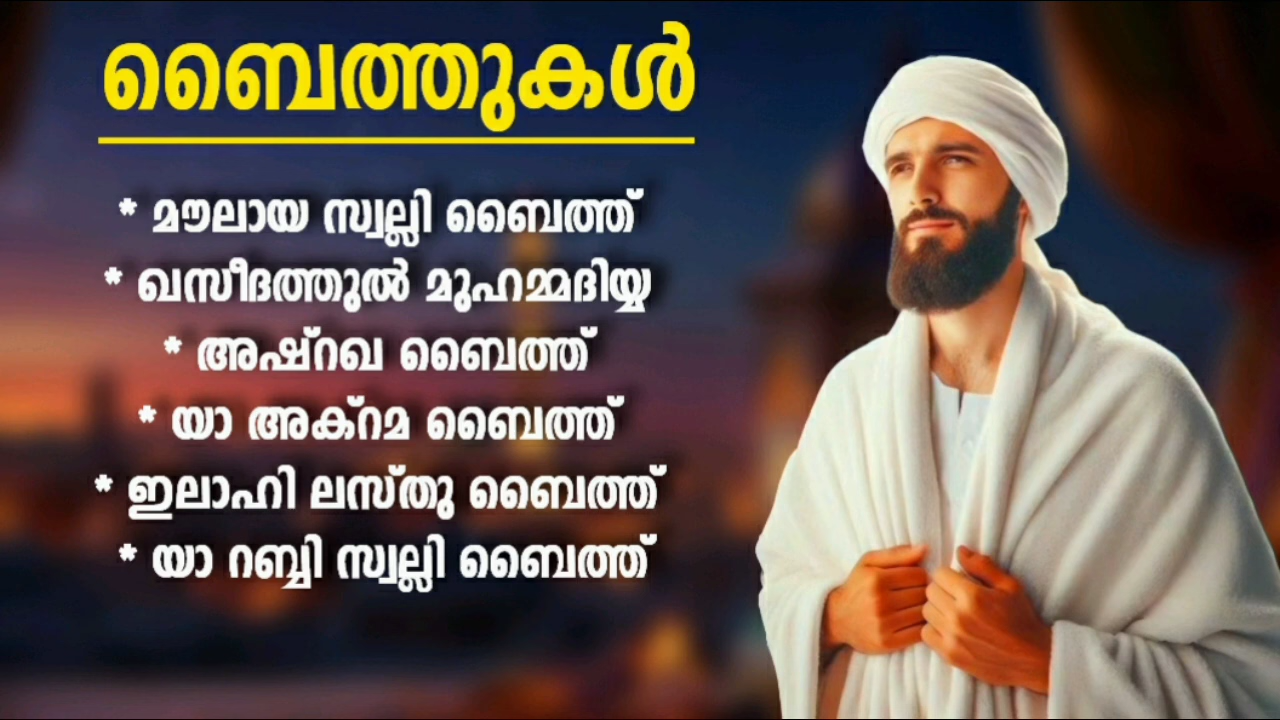 ബൈത്തുകൾ
* മൗലായ സ്വല്ലി ബൈത്ത്
* ഖസീദത്തുൽ മുഹമ്മദിയ്യ
* അഷ്റഖ ബൈത്ത്
* യാ അക്റമ ബൈത്ത്
* ഇലാഹി ലസ്തു ബൈത്ത്
* യാ റബ്ബി സ്വല്ലി ബൈത്ത്